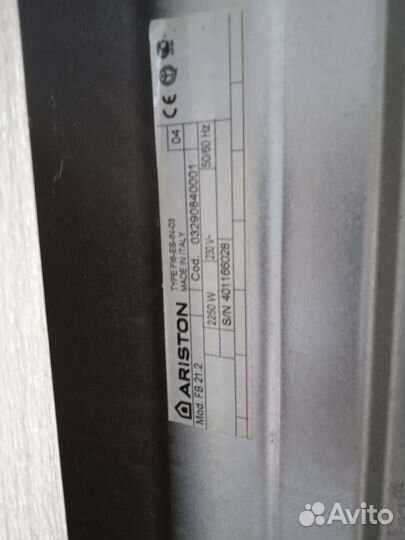 ARISTON
TYPE FI5-ES-IN-03
MADE IN ITALY
04
CE
Mod. FB 21.2
Cod. 03290840001
2250 W
230 V~
50/60 Hz
S/N 401166028
Avito